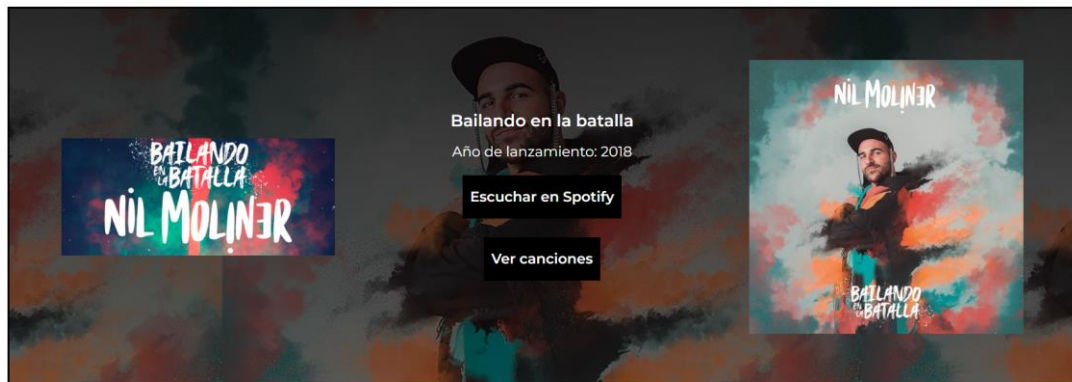 BAILANDO
EN LA BATALLA
NIL MOLINER
Bailando en la batalla
Año de lanzamiento: 2018
Escuchar en Spotify
Ver canciones
NIL MOLINER
BAILANDO
EN LA BATALLA